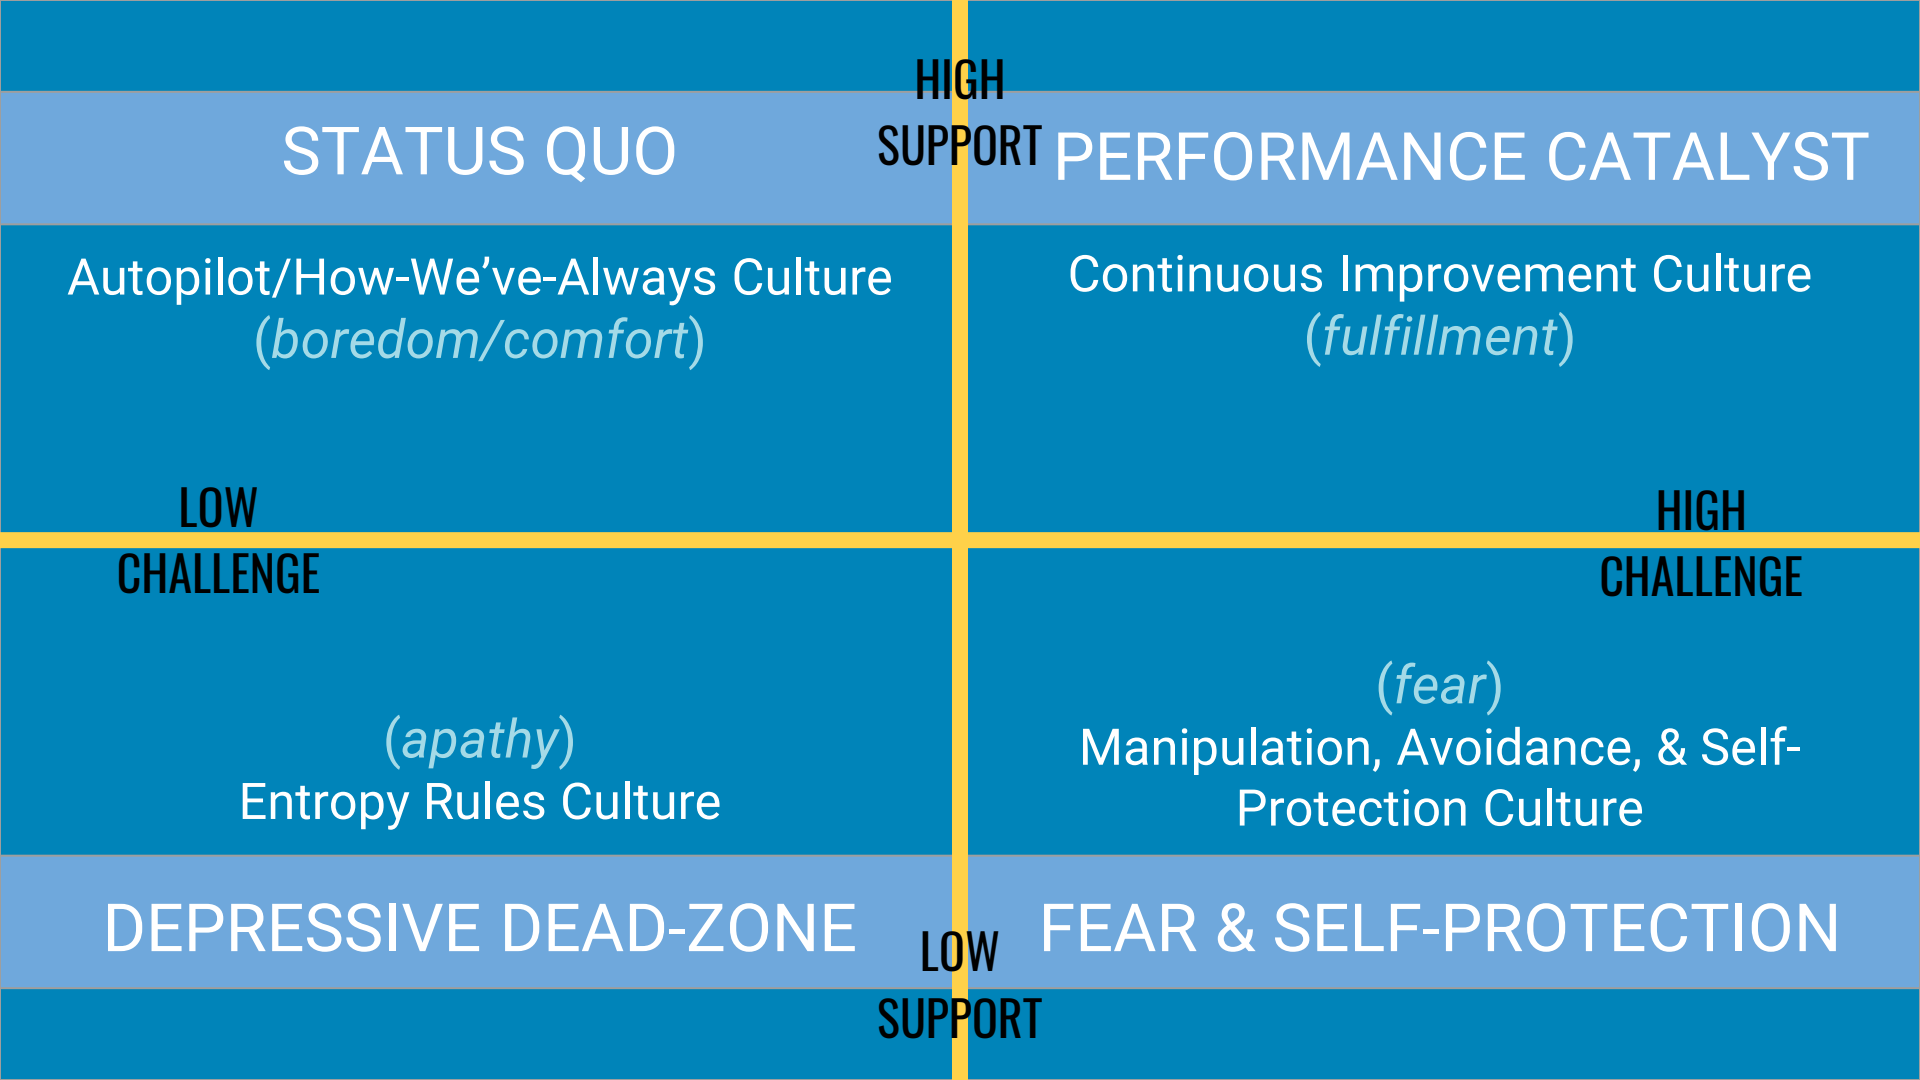 HIGH
SUPPORT
STATUS QUO
PERFORMANCE CATALYST
Autopilot/How-We’ve-Always Culture
(boredom/comfort)
Continuous Improvement Culture
(fulfillment)
LOW
CHALLENGE
HIGH
CHALLENGE
(apathy)
Entropy Rules Culture
(fear)
Manipulation, Avoidance, & Self-
Protection Culture
DEPRESSIVE DEAD-ZONE
FEAR & SELF-PROTECTION
LOW
SUPPORT